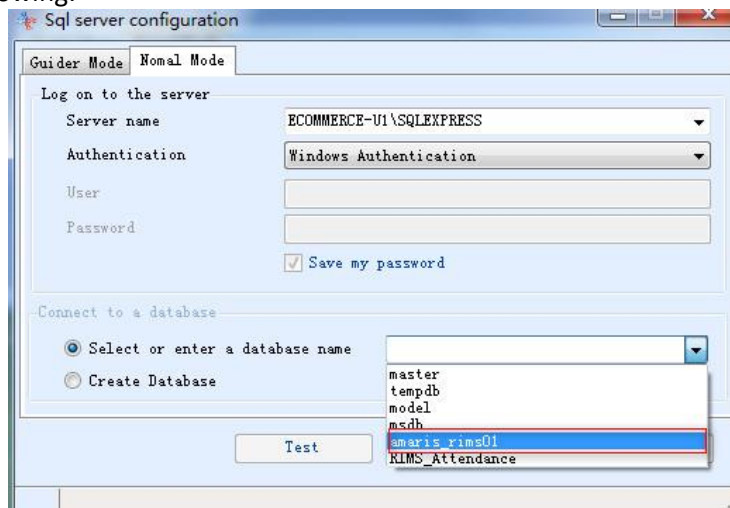 owing:
Sql server configuration
Guider Mode Nomal Mode
Log on to the server
Server name ECOMMERCE-U1\SQLEXPRESS
Authentication Windows Authentication
User
Password
Save my password
Connect to a database
Select or enter a database name
Create Database
master
tempdb
model
msdb
amaris_rims01
RIMS_Attendance
Test